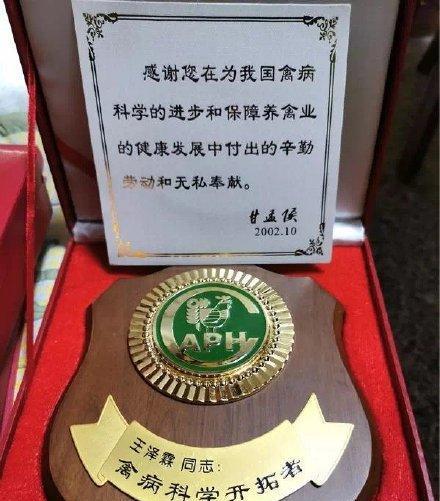 感谢您在为我国禽病
科学的进步和保障养禽业
的健康发展中付出的辛勤
劳动和无私奉献。
甘孟侯
2002.10
APH
王泽霖 同志:
禽病科学开拓者